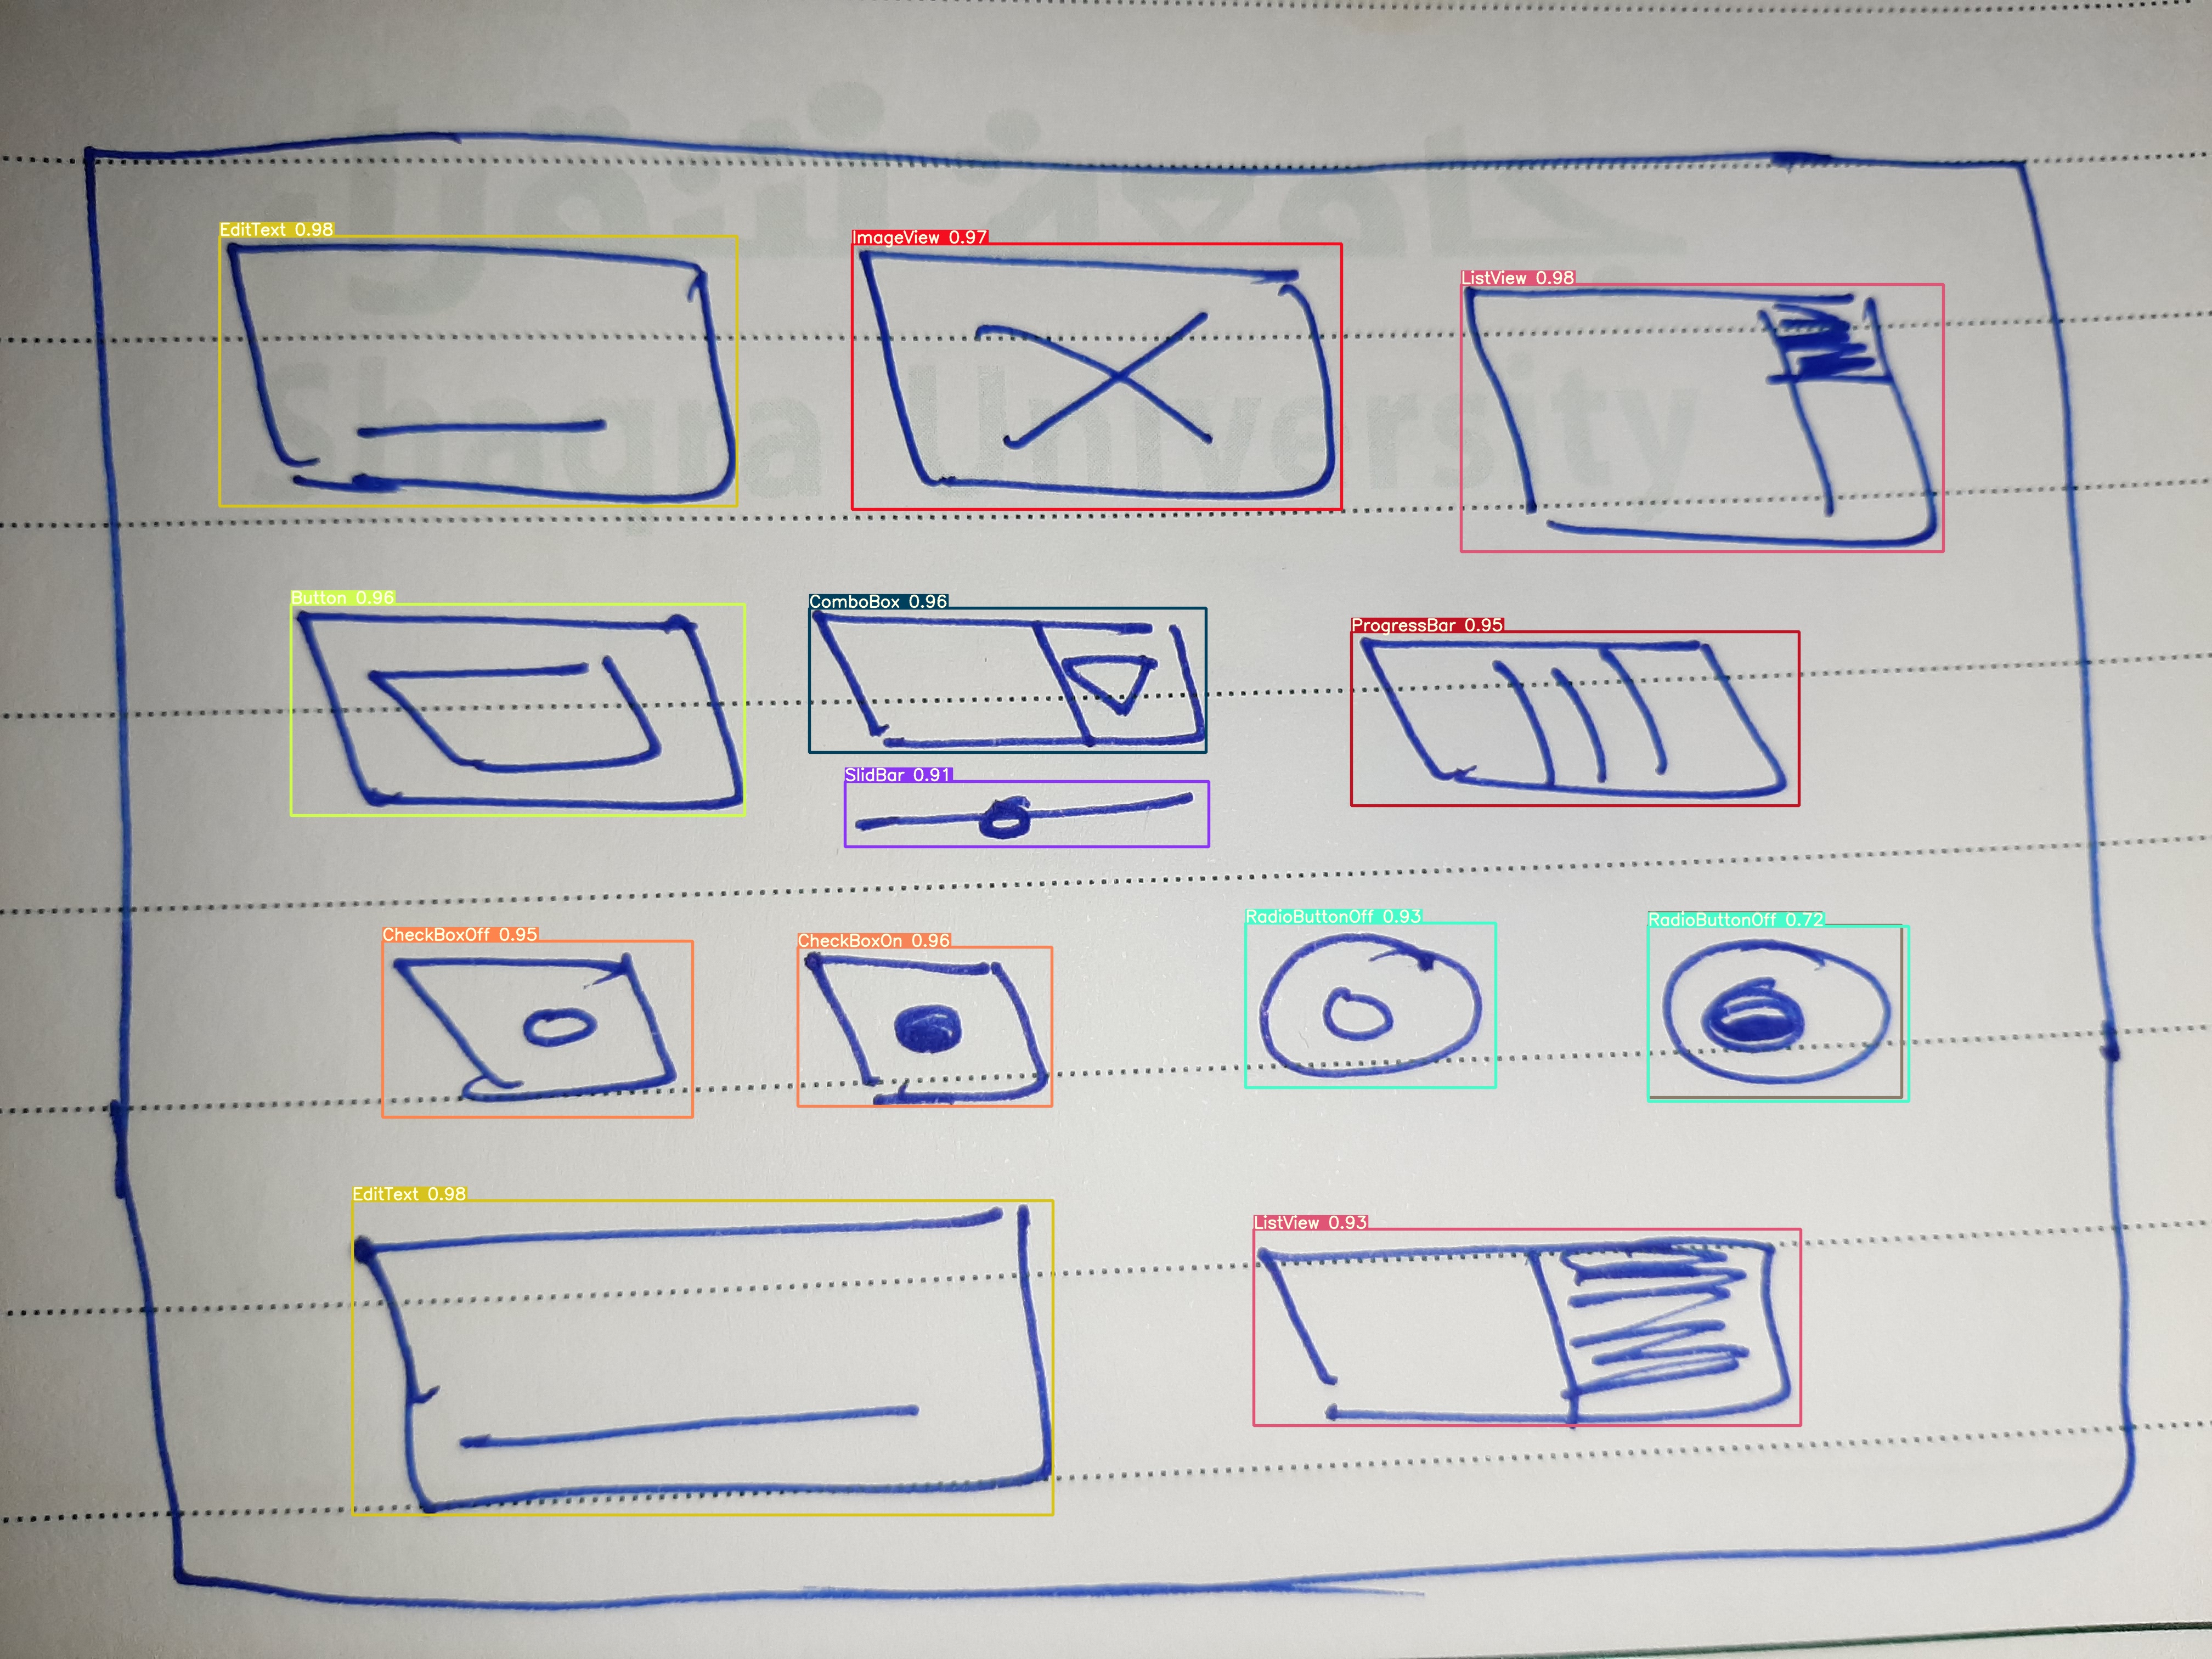 جامعة شقراء
Shaqra University
EditText 0.98
ImageView 0.97
ListView 0.98
Button 0.96
ComboBox 0.96
ProgressBar 0.95
SlidBar 0.91
CheckBoxOff 0.95
CheckBoxOn 0.96
RadioButtonOff 0.93
RadioButtonOff 0.72
EditText 0.98
ListView 0.93